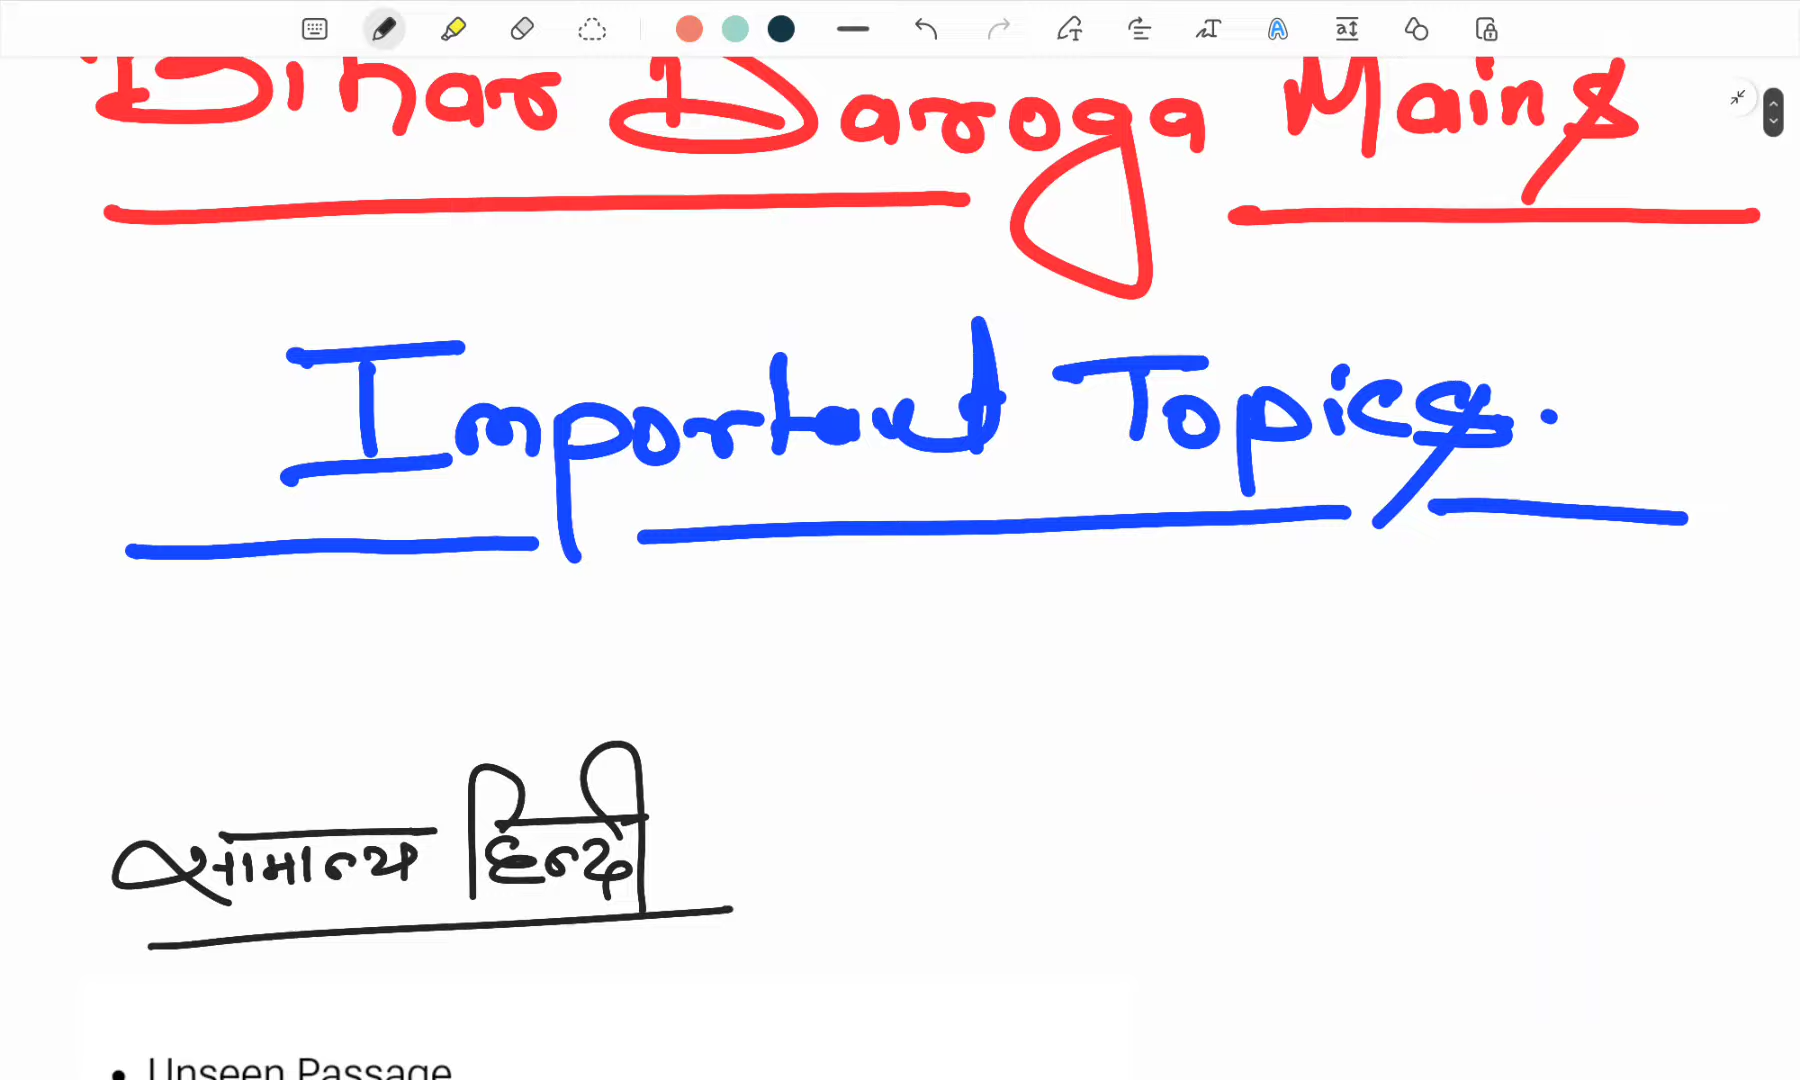 Bihar Daroga Mains
Important Topics.
सामान्य हिन्दी
• Unseen Passage